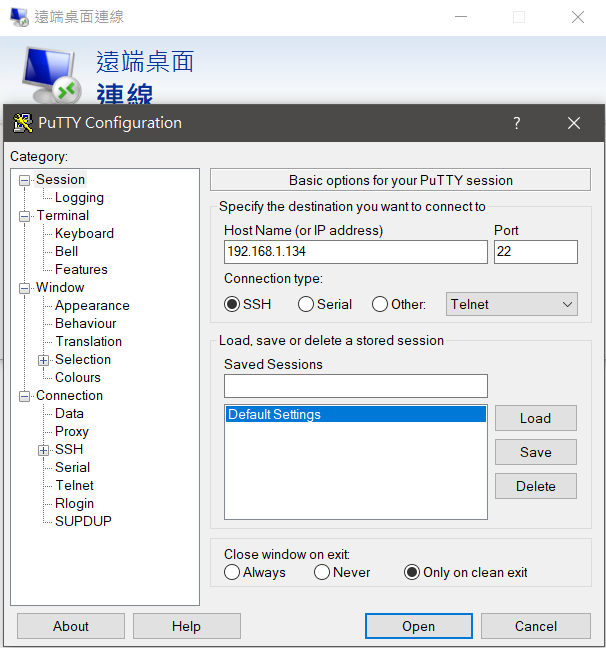 遠端桌面連線
遠端桌面
連線
PuTTY Configuration
?
Category:
Session
Logging
Terminal
Keyboard
Bell
Features
Window
Appearance
Behaviour
Translation
Selection
Colours
Connection
Data
Proxy
SSH
Serial
Telnet
Rlogin
SUPDUP
Basic options for your PuTTY session
Specify the destination you want to connect to
Host Name (or IP address) Port
192.168.1.134 22
Connection type:
SSH Serial Other: Telnet
Load, save or delete a stored session
Saved Sessions
Default Settings
Load
Save
Delete
Close window on exit:
Always Never Only on clean exit
About Help Open Cancel